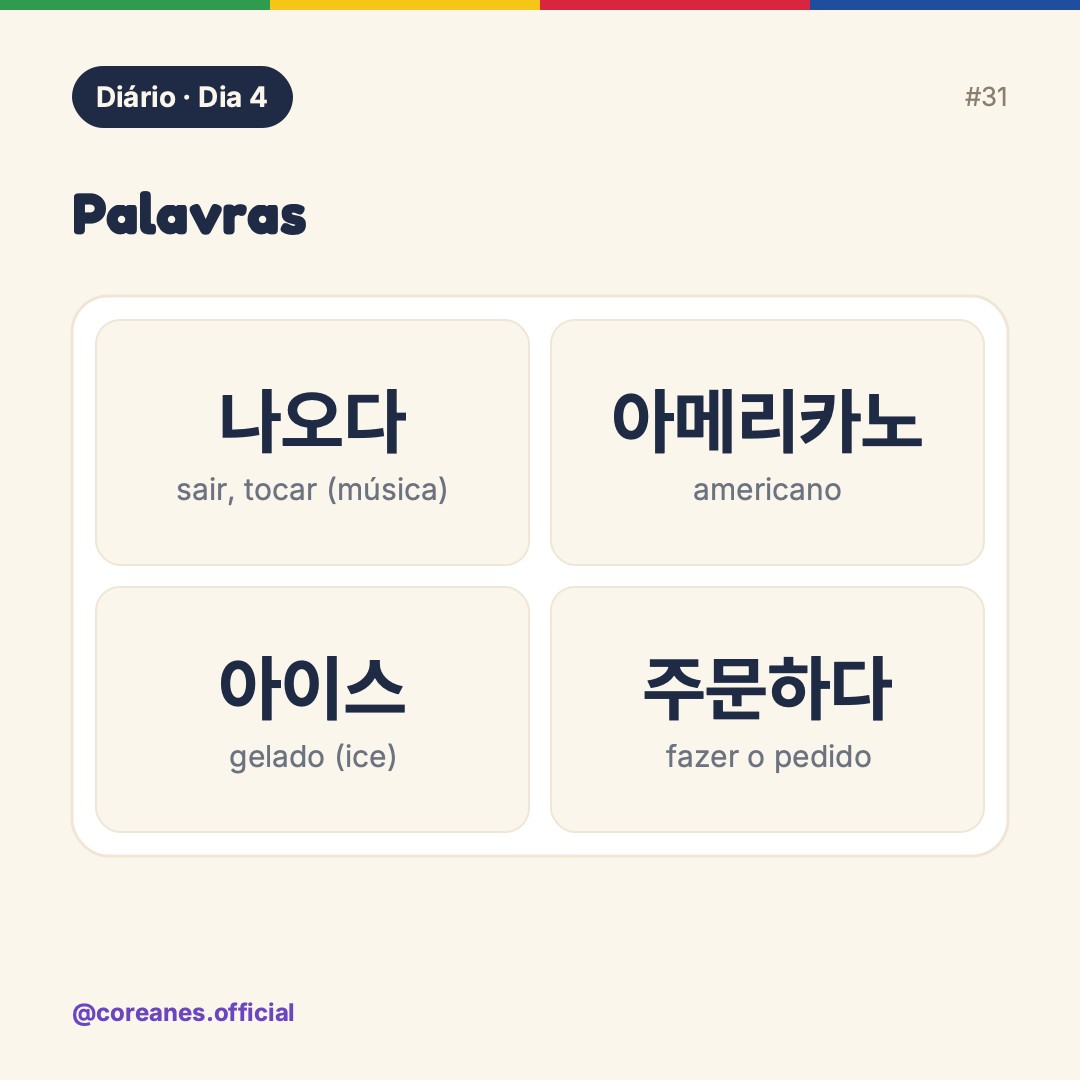 Diário · Dia 4
#31
Palavras
나오다
sair, tocar (música)
아메리카노
americano
아이스
gelado (ice)
주문하다
fazer o pedido
@coreanes.official